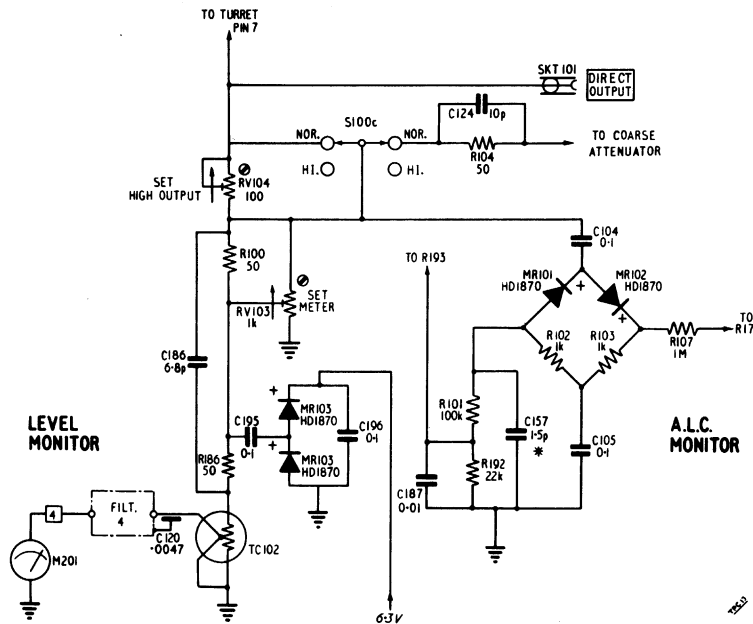 TO TURRET
PIN 7
SKT 101
DIRECT
OUTPUT
C124
10p
S100c
NOR.
NOR.
R104
50
TO COARSE
ATTENUATOR
HI.
HI.
SET
HIGH OUTPUT
RV104
100
C104
0·1
R100
50
TO R193
MR101
HD1870
MR102
HD1870
SET
METER
RV103
1k
+
+
TO
R17
R102
1k
R103
1k
R107
1M
C186
6·8p
R101
100k
C157
1·5p
*
C105
0·1
A.L.C.
MONITOR
LEVEL
MONITOR
C195
0·1
+
MR103
HD1870
C196
0·1
+
MR103
HD1870
R186
50
R192
22k
C187
0·01
4
FILT.
4
C120
·0047
TC102
M201
6·3V
TPC17